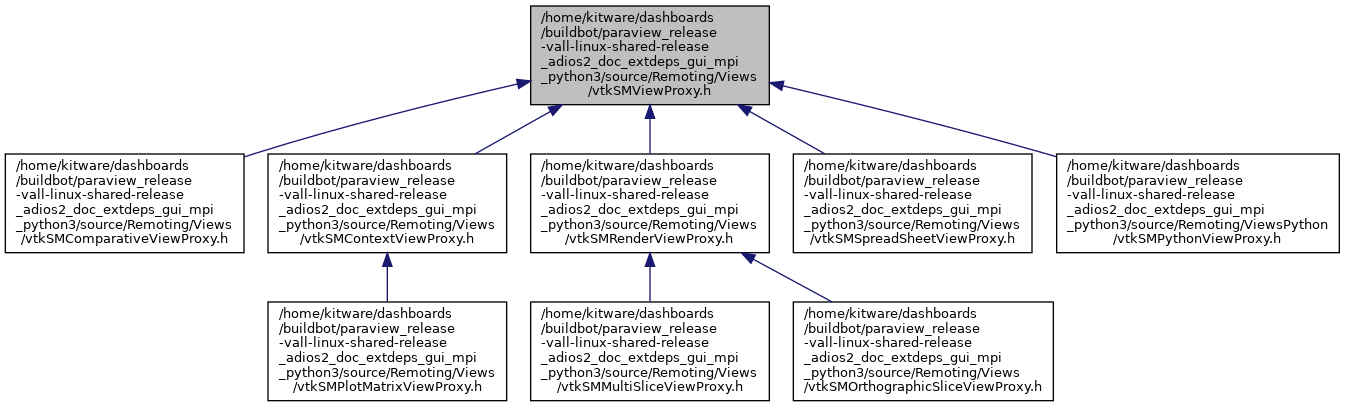 /home/kitware/dashboards
/buildbot/paraview_release
-vall-linux-shared-release
_adios2_doc_extdeps_gui_mpi
_python3/source/Remoting/Views
/vtkSMViewProxy.h
/home/kitware/dashboards
/buildbot/paraview_release
-vall-linux-shared-release
_adios2_doc_extdeps_gui_mpi
_python3/source/Remoting/Views
/vtkSMComparativeViewProxy.h
/home/kitware/dashboards
/buildbot/paraview_release
-vall-linux-shared-release
_adios2_doc_extdeps_gui_mpi
_python3/source/Remoting/Views
/vtkSMContextViewProxy.h
/home/kitware/dashboards
/buildbot/paraview_release
-vall-linux-shared-release
_adios2_doc_extdeps_gui_mpi
_python3/source/Remoting/Views
/vtkSMRenderViewProxy.h
/home/kitware/dashboards
/buildbot/paraview_release
-vall-linux-shared-release
_adios2_doc_extdeps_gui_mpi
_python3/source/Remoting/Views
/vtkSMSpreadSheetViewProxy.h
/home/kitware/dashboards
/buildbot/paraview_release
-vall-linux-shared-release
_adios2_doc_extdeps_gui_mpi
_python3/source/Remoting/ViewsPython
/vtkSMPythonViewProxy.h
/home/kitware/dashboards
/buildbot/paraview_release
-vall-linux-shared-release
_adios2_doc_extdeps_gui_mpi
_python3/source/Remoting/Views
/vtkSMPlotMatrixViewProxy.h
/home/kitware/dashboards
/buildbot/paraview_release
-vall-linux-shared-release
_adios2_doc_extdeps_gui_mpi
_python3/source/Remoting/Views
/vtkSMMultiSliceViewProxy.h
/home/kitware/dashboards
/buildbot/paraview_release
-vall-linux-shared-release
_adios2_doc_extdeps_gui_mpi
_python3/source/Remoting/Views
/vtkSMOrthographicSliceViewProxy.h